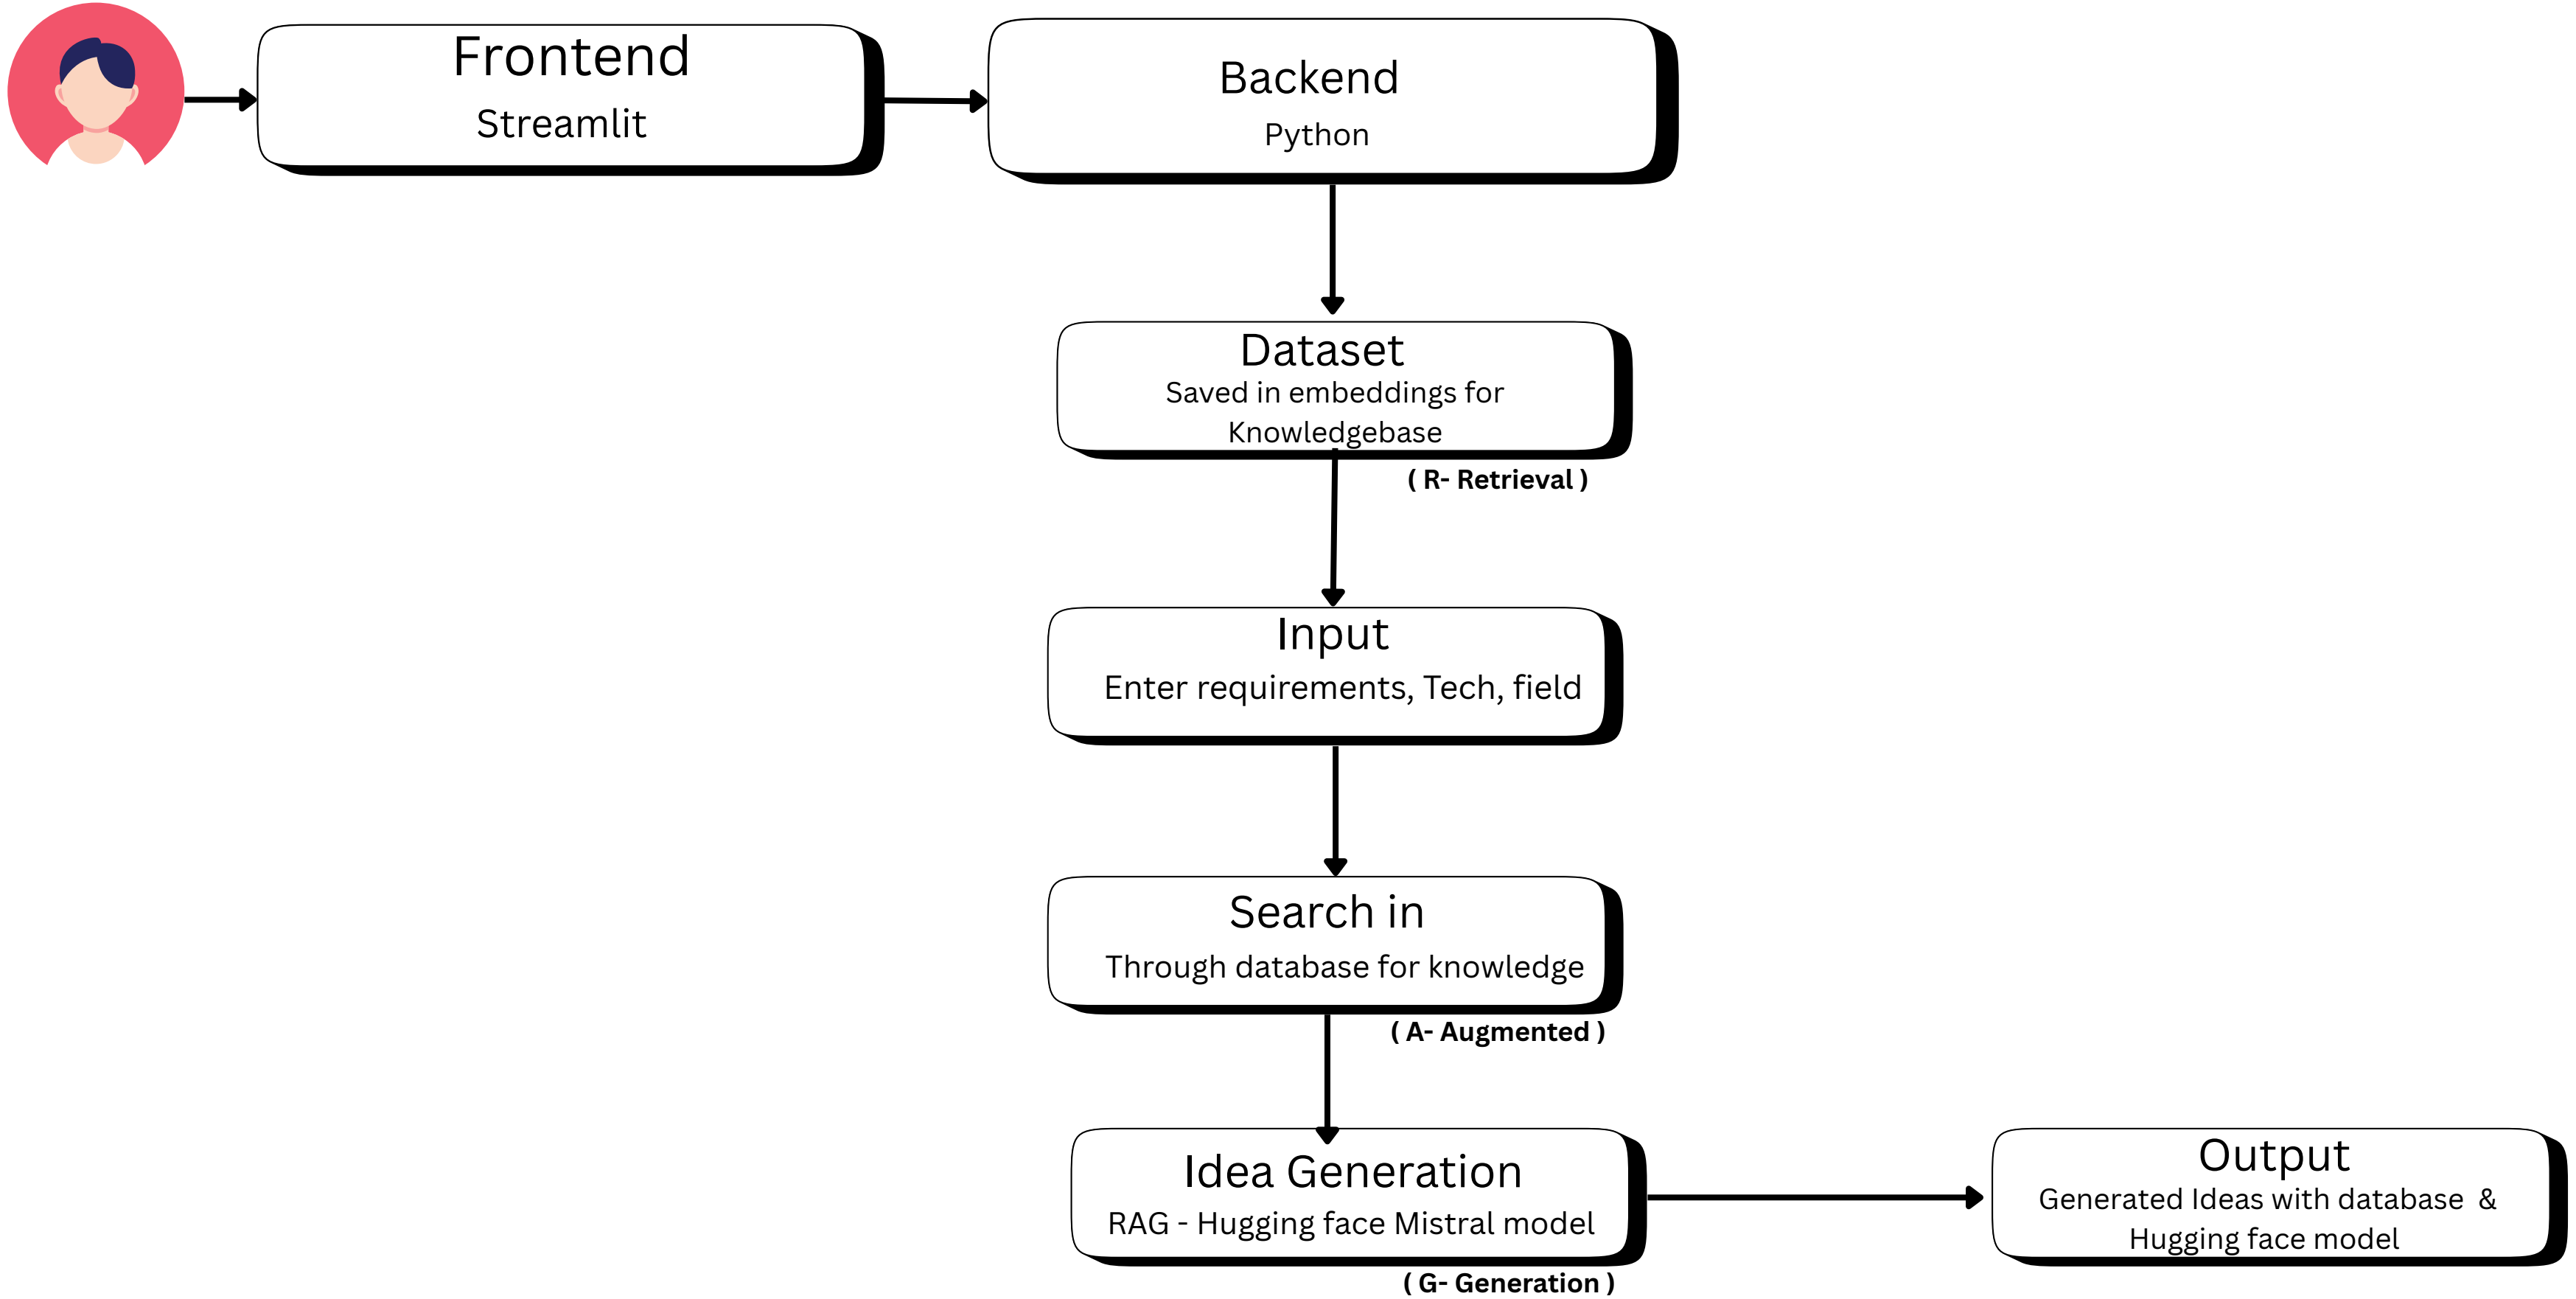 Frontend
Streamlit
Backend
Python
Dataset
Saved in embeddings for
Knowledgebase
( R- Retrieval )
Input
Enter requirements, Tech, field
Search in
Through database for knowledge
( A- Augmented )
Idea Generation
RAG - Hugging face Mistral model
( G- Generation )
Output
Generated Ideas with database &
Hugging face model